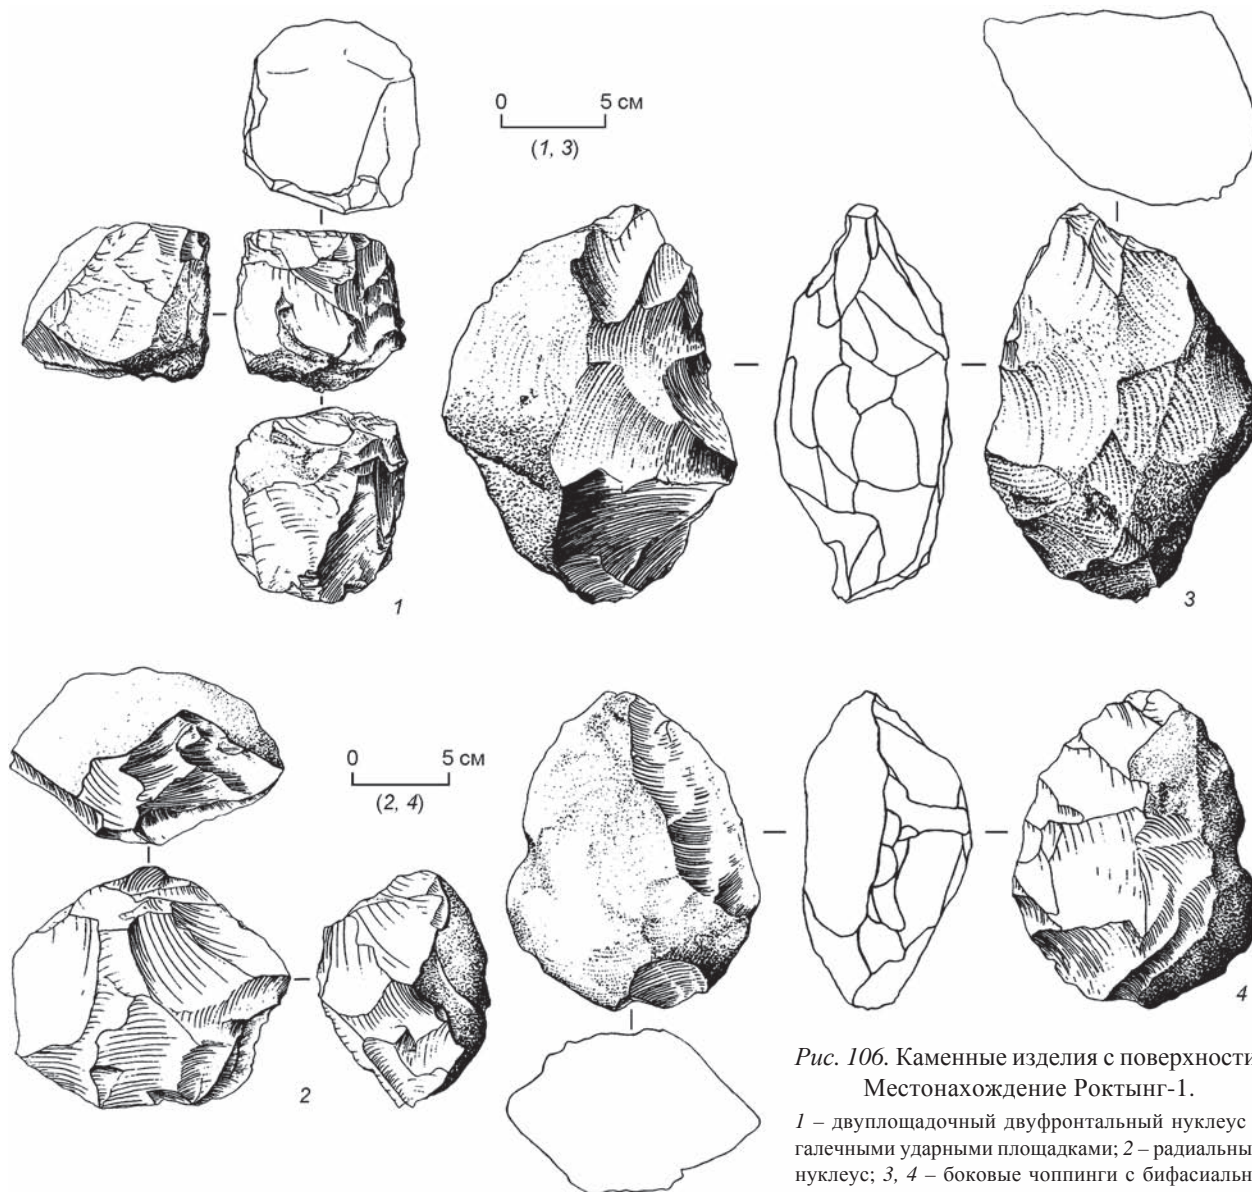 0 5 см
(1, 3)
1
3
0 5 см
(2, 4)
2
4
Рис. 106. Каменные изделия с поверхности
Местонахождение Роктынг-1.
1 – двуплощадочный двуфронтальный нуклеус
галечными ударными площадками; 2 – радиальны
нуклеус; 3, 4 – боковые чоппинги с бифасиальн